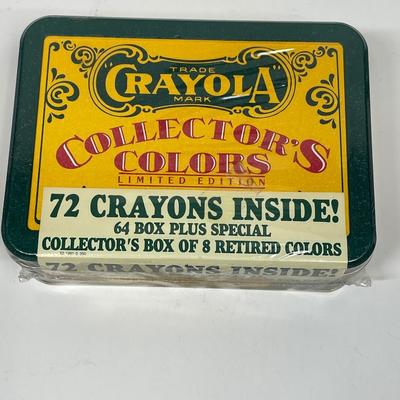 TRADE
CRAYOLA
MARK
COLLECTOR'S
COLORS
LIMITED EDITION
72 CRAYONS INSIDE!
64 BOX PLUS SPECIAL
COLLECTOR'S BOX OF 8 RETIRED COLORS
72 CRAYONS INSIDE!